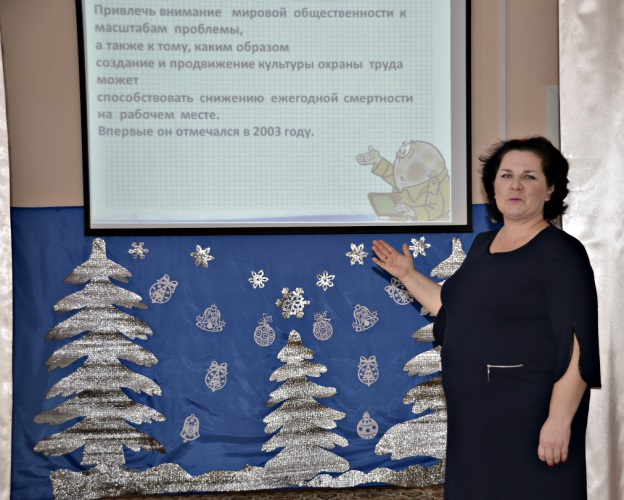 Привлечь внимание мировой общественности к
масштабам проблемы,
а также к тому, каким образом
создание и продвижение культуры охраны труда
может
способствовать снижению ежегодной смертности
на рабочем месте.
Впервые он отмечался в 2003 году.